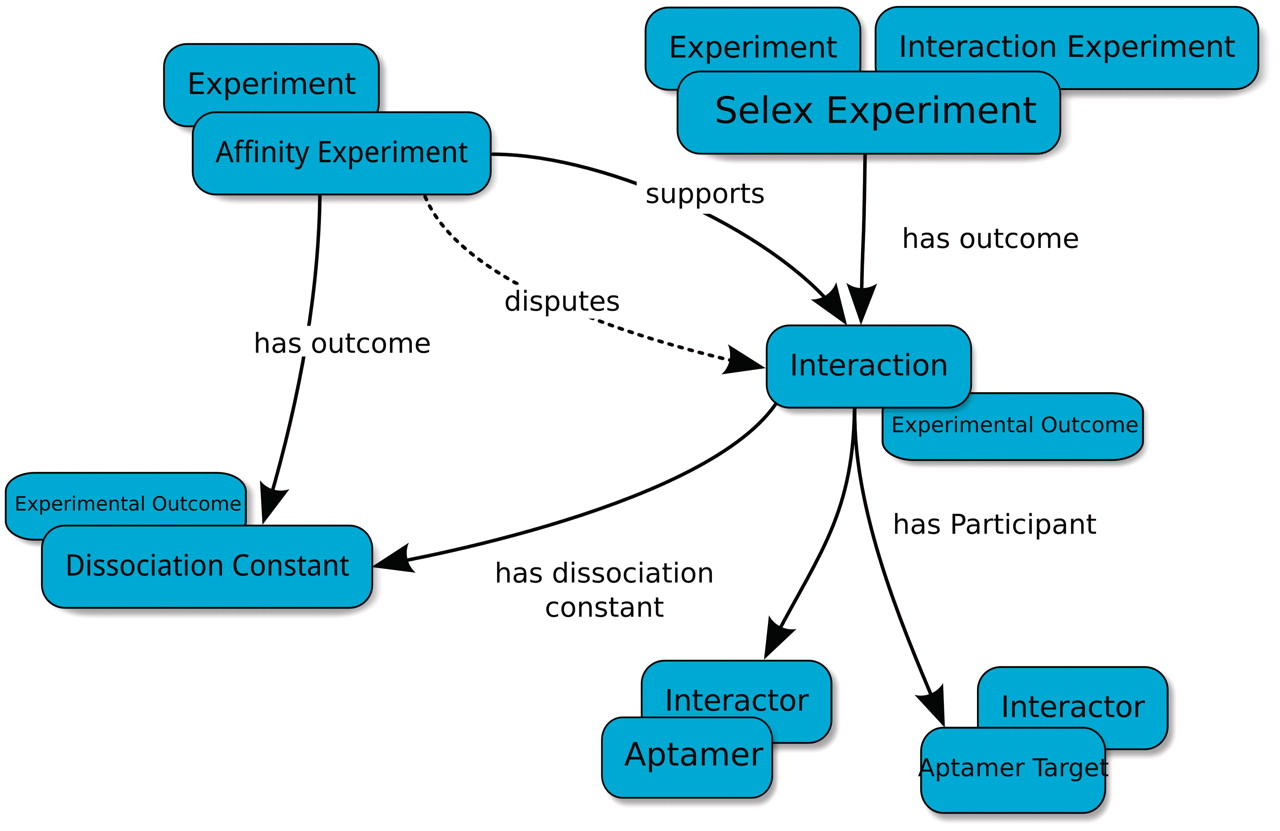 Experiment
Interaction Experiment
Experiment
Selex Experiment
Affinity Experiment
supports
has outcome
disputes
has outcome
Interaction
Experimental Outcome
Experimental Outcome
has Participant
Dissociation Constant
has dissociation
constant
Interactor
Interactor
Aptamer
Aptamer Target